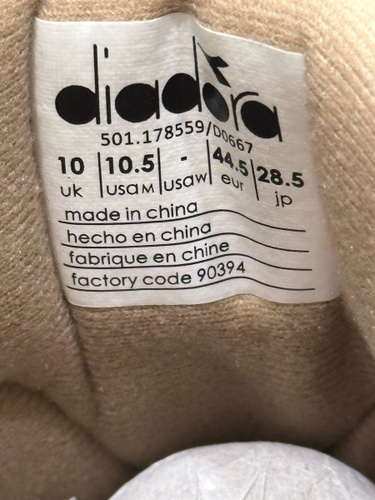 diadora
501.178559/D0667
10 | 10.5 | - | 44.5 | 28.5
uk | usa M | usa W | eur | jp
made in china
hecho en china
fabrique en chine
factory code 90394